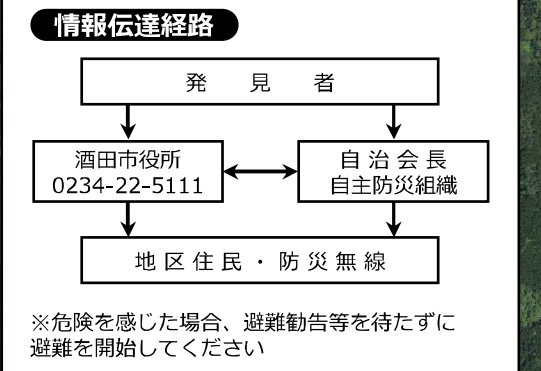 情報伝達経路
発見者
酒田市役所
0234-22-5111
自治会長
自主防災組織
地区住民・防災無線
※危険を感じた場合、避難勧告等を待たずに
避難を開始してください